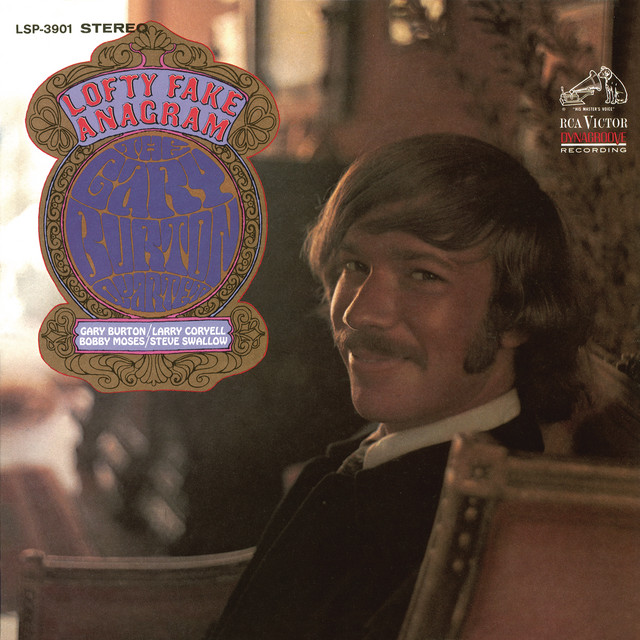 LSP-3901 STEREO
LOFTY FAKE
ANAGRAM
THE
GARY
BURTON
QUARTET
GARY BURTON/LARRY CORYELL
BOBBY MOSES/STEVE SWALLOW
"HIS MASTER'S VOICE"
RCA VICTOR
DYNAGROOVE
RECORDING